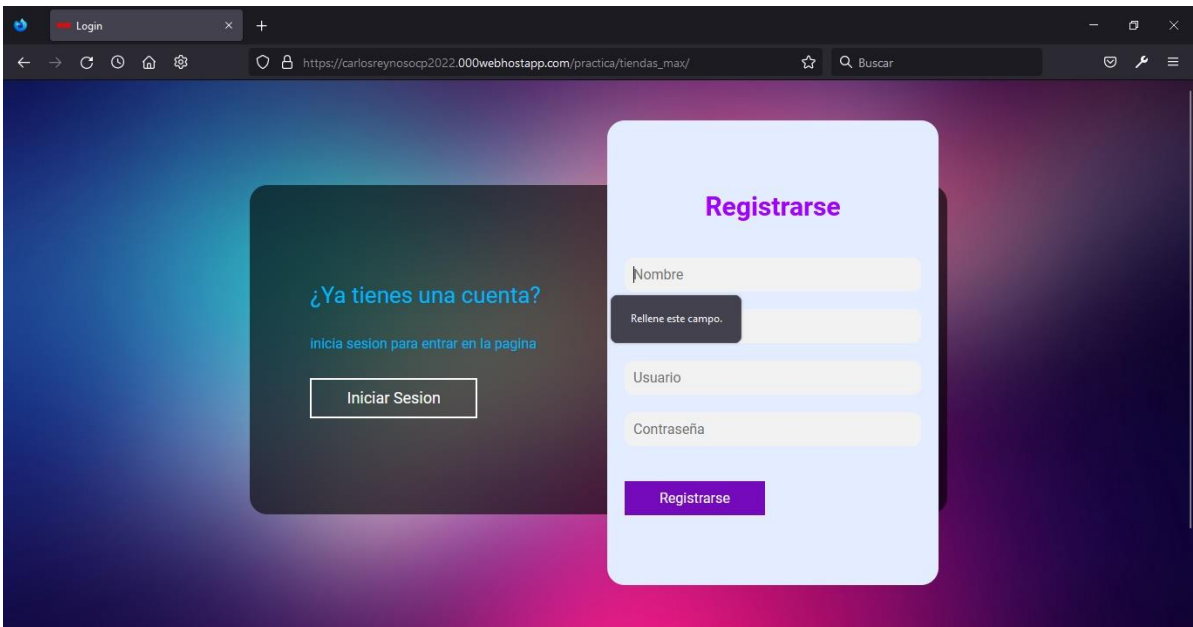 Login
https://carlosreynosocp2022.000webhostapp.com/practica/tiendas_max/
Buscar
¿Ya tienes una cuenta?
inicia sesion para entrar en la pagina
Iniciar Sesion
Registrarse
Nombre
Rellene este campo.
Usuario
Contraseña
Registrarse